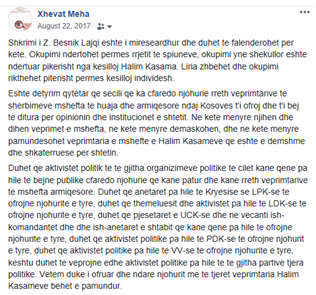 Xhevat Meha
August 22, 2017 ·
Shkrimi i Z. Besnik Lajqi eshte i mireseardhur dhe duhet te falenderohet per
kete. Okupimi ndertohet permes rrjetit te spiuneve, okupimi yne shekullor eshte
ndertuar pikerisht nga kesilloj Halim Kasama. Liria zhbehet dhe okupimi
rikthehet piterisht permes kesilloj individesh.
Eshte detyrim qytetar qe secili qe ka cfaredo njohurie rreth veprimtarive te
sherbimeve mshefta te huaja dhe armiqesore ndaj Kosoves t'i ofroj dhe t'i bej
te ditura per opinionin dhe institucionet e shtetit. Ne kete menyre njihen dhe
dihen veprimet e mshefta, ne kete menyre demaskohen, dhe ne kete menyre
pamundesohet veprimtaria e mshefte e Halim Kasameve qe eshte e demshme
dhe shkaterruese per shtetin.
Duhet qe aktivistet politik te te gjitha organizimeve politike te cilet kane qene pa
hile te bejne publike cfaredo njohurije qe kane patur dhe kane rreth veprimtarive
te mshefta armiqesore. Duhet qe anetaret pa hile te Kryesise se LPK-se te
ofrojne njohurite e tyre, duhet qe themeluesit dhe aktivistet pa hile te LDK-se te
ofrojne njohurite e tyre, duhet qe pjesetaret e UCK-se dhe ne vecanti ish-
komandantet dhe dhe ish-anetaret e shtabit qe kane qene pa hile te ofrojne
njohurite e tyre, duhet qe aktivistet politike pa hile te PDK-se te ofrojne njohurit
e tyre, duhet qe aktivistet politike pa hile te VV-se te ofrojne njohurite e tyre,
keshtu duhet te veprojne edhe aktivistet politike pa hile te te gjitha partive tjera
politike. Vetem duke i ofruar dhe ndare njohurit me te tjeret veprimtaria Halim
Kasameve behet e pamundur.